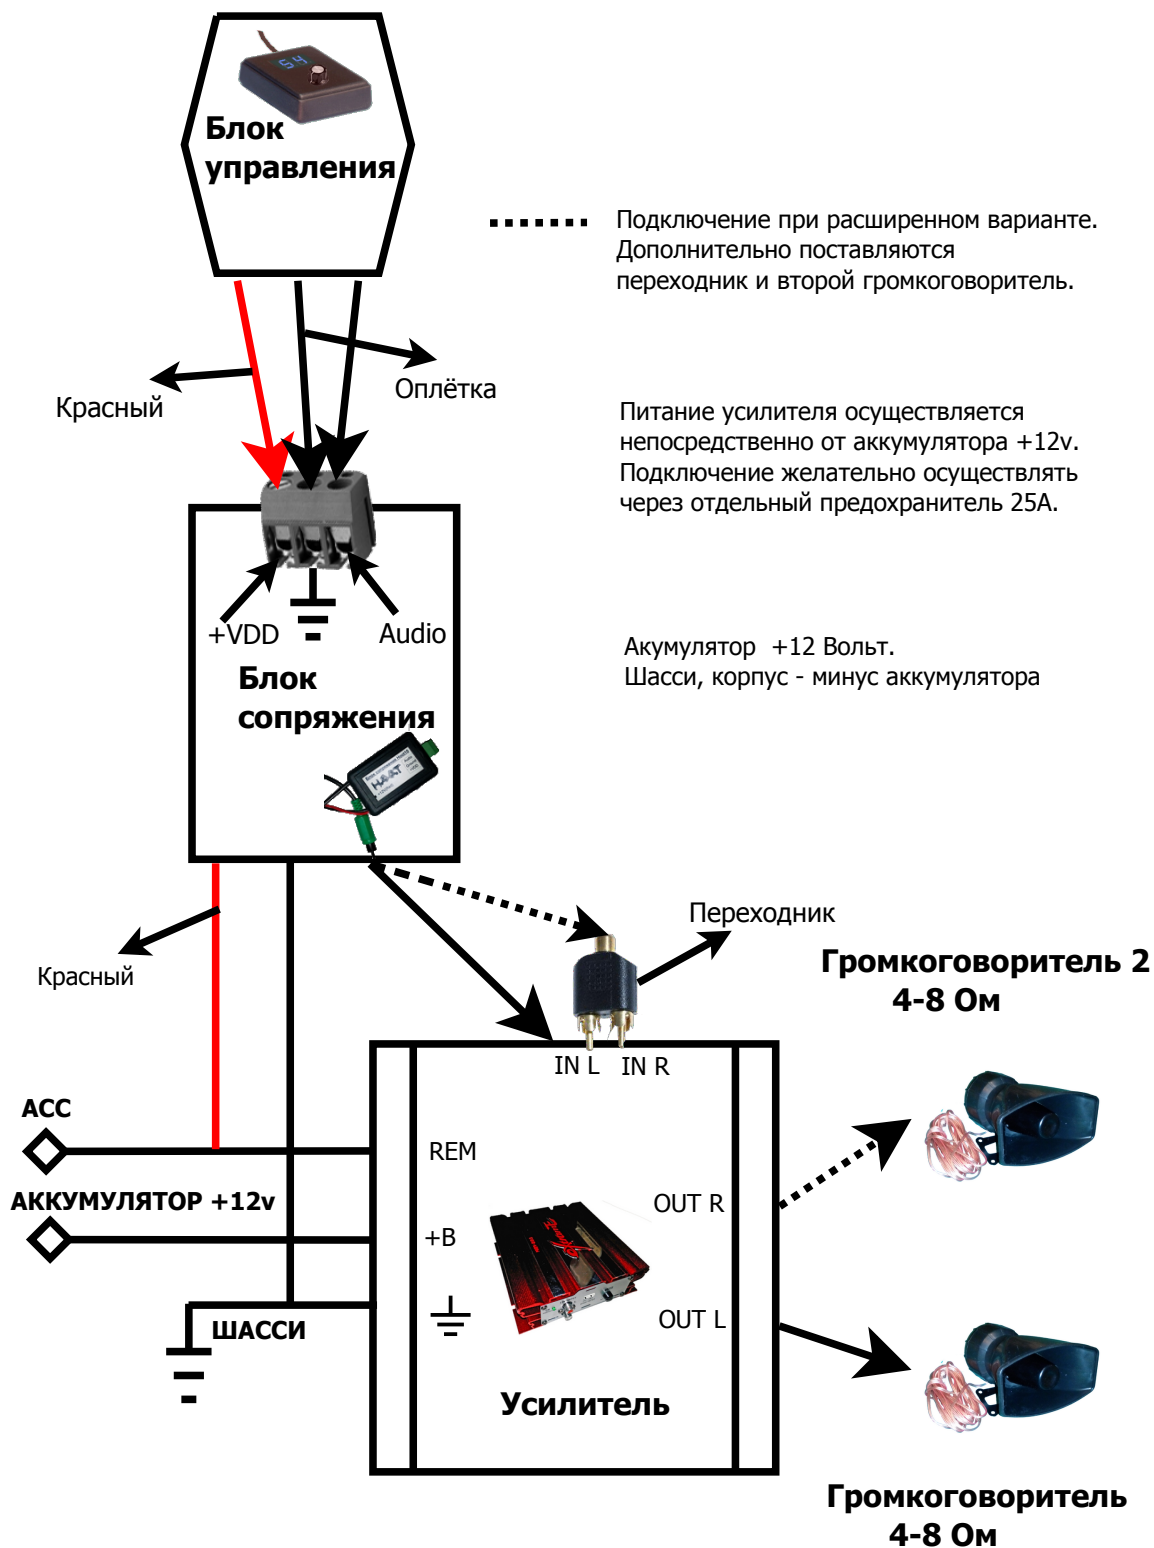 54
Блок
управления
Подключение при расширенном варианте.
Дополнительно поставляются
переходник и второй громкоговоритель.
Красный
Оплётка
Питание усилителя осуществляется
непосредственно от аккумулятора +12v.
Подключение желательно осуществлять
через отдельный предохранитель 25А.
+VDD
Audio
Акумулятор +12 Вольт.
Шасси, корпус - минус аккумулятора
Блок
сопряжения
Переходник
Красный
Громкоговоритель 2
4-8 Ом
IN L
IN R
ACC
REM
АККУМУЛЯТОР +12v
+B
OUT R
OUT L
ШАССИ
Усилитель
Громкоговоритель
4-8 Ом